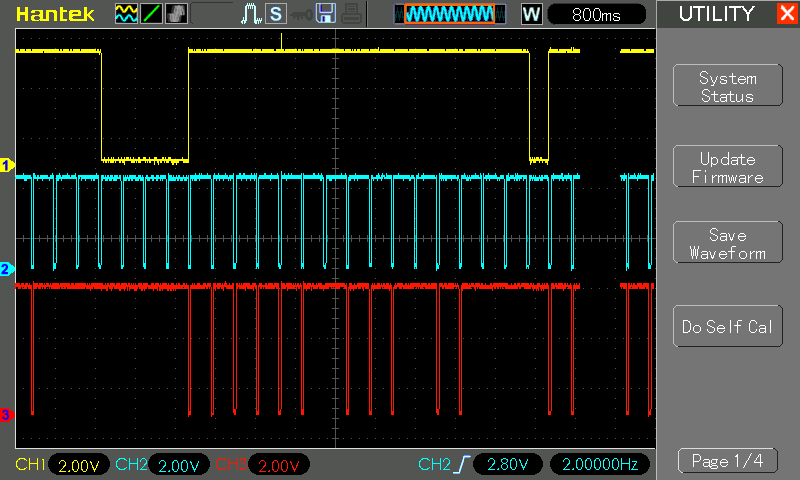 Hantek S W 800ms UTILITY
System
Status
1
Update
Firmware
Save
Waveform
2
Do Self Cal
3
CH1 2.00V CH2 2.00V CH3 2.00V CH2 2.80V 2.00000Hz
Page 1/4